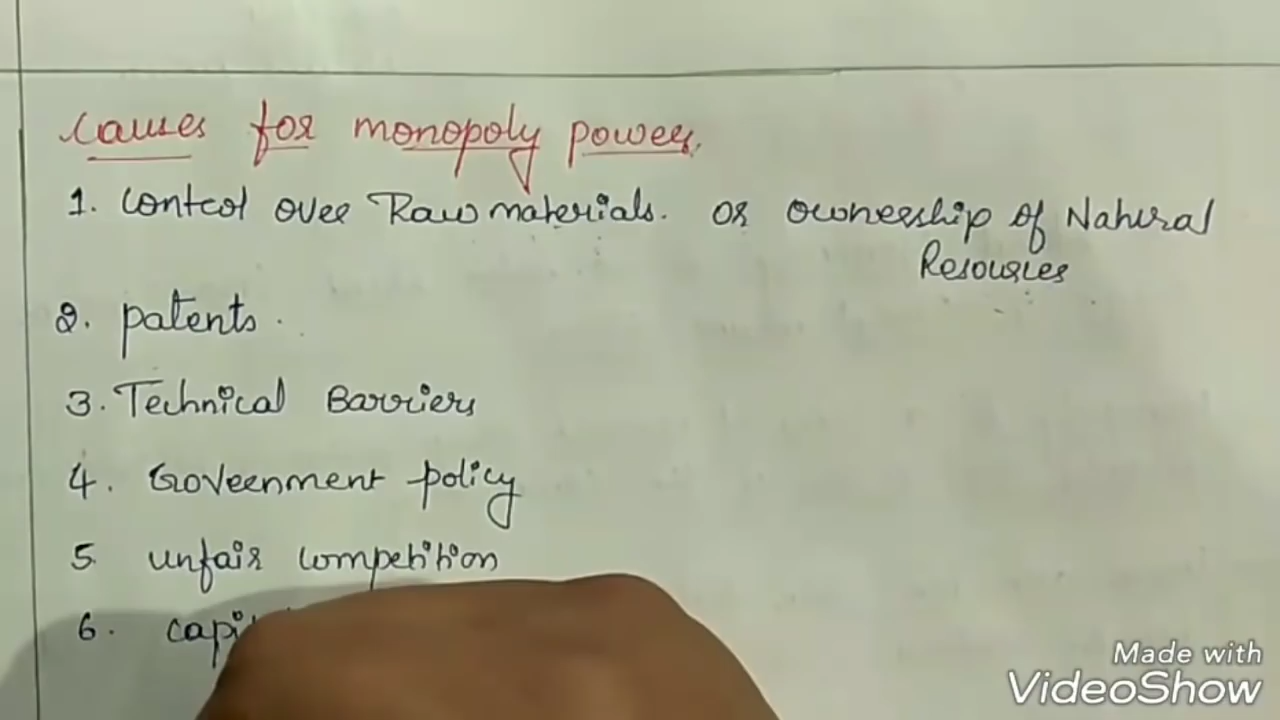 Causes for monopoly power.
1. Control over Raw materials. or ownership of Natural
Resources
2. patents.
3. Technical Barriers
4. Government policy
5. unfair competition
6.
Made with
VideoShow